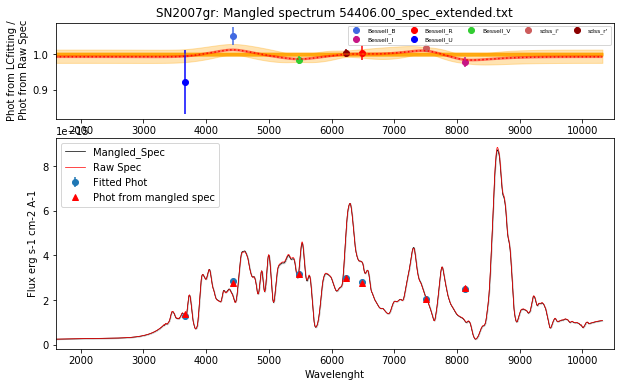 SN2007gr: Mangled spectrum 54406.00_spec_extended.txt
Phot from LCfitting /
Phot from Raw Spec
1.0
0.9
Bessell_B
Bessell_R
Bessell_V
sdss_i'
sdss_r'
Bessell_I
Bessell_U
2000 3000 4000 5000 6000 7000 8000 9000 10000
Flux erg s-1 cm-2 A-1
8
6
4
2
0
Mangled_Spec
Raw Spec
Fitted Phot
Phot from mangled spec
2000 3000 4000 5000 6000 7000 8000 9000 10000
Wavelenght